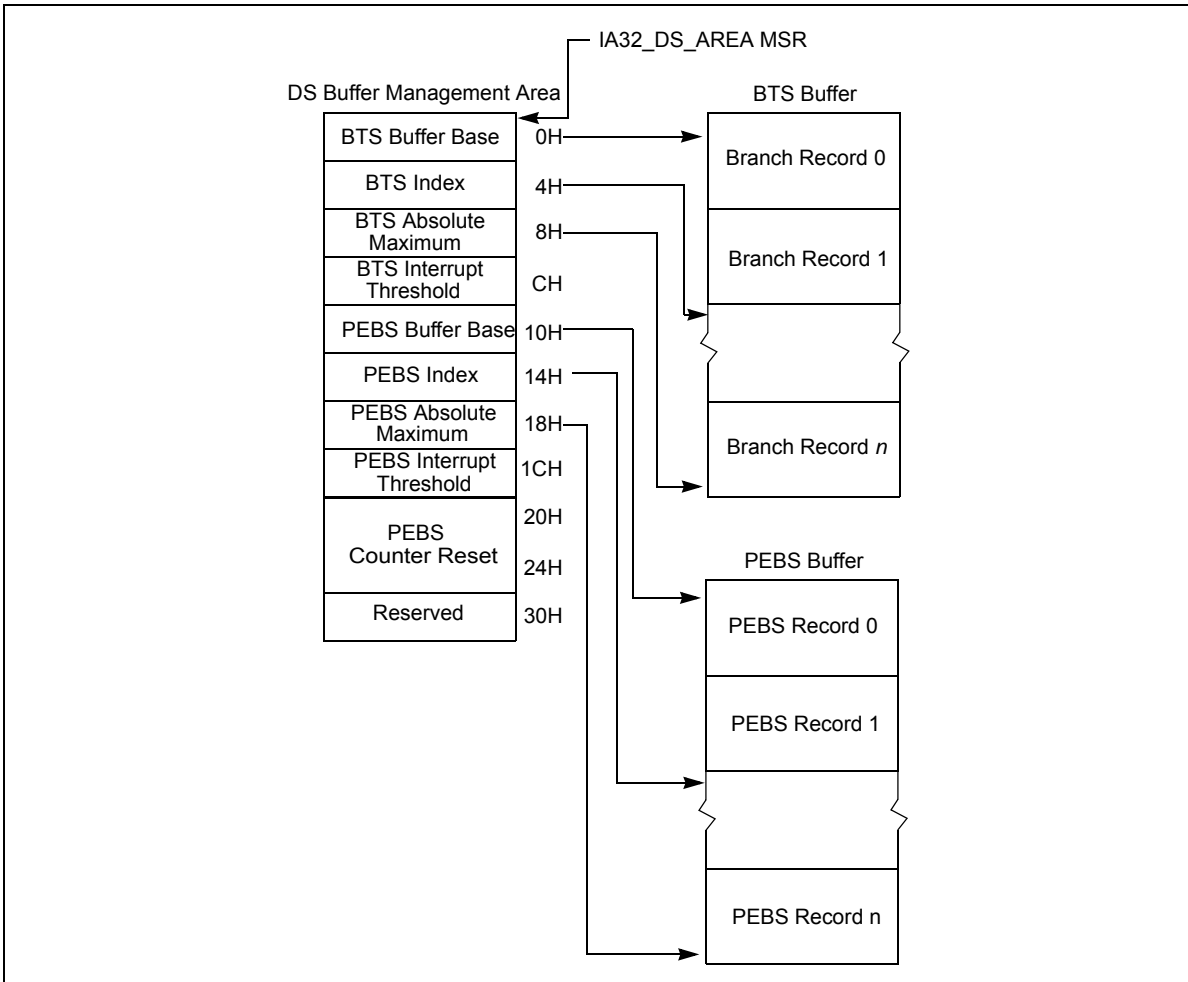 IA32_DS_AREA MSR
DS Buffer Management Area
BTS Buffer Base
0H
BTS Index
4H
BTS Absolute
Maximum
8H
BTS Interrupt
Threshold
CH
PEBS Buffer Base
10H
PEBS Index
14H
PEBS Absolute
Maximum
18H
PEBS Interrupt
Threshold
1CH
PEBS
Counter Reset
20H
24H
Reserved
30H
BTS Buffer
Branch Record 0
Branch Record 1
Branch Record n
PEBS Buffer
PEBS Record 0
PEBS Record 1
PEBS Record n